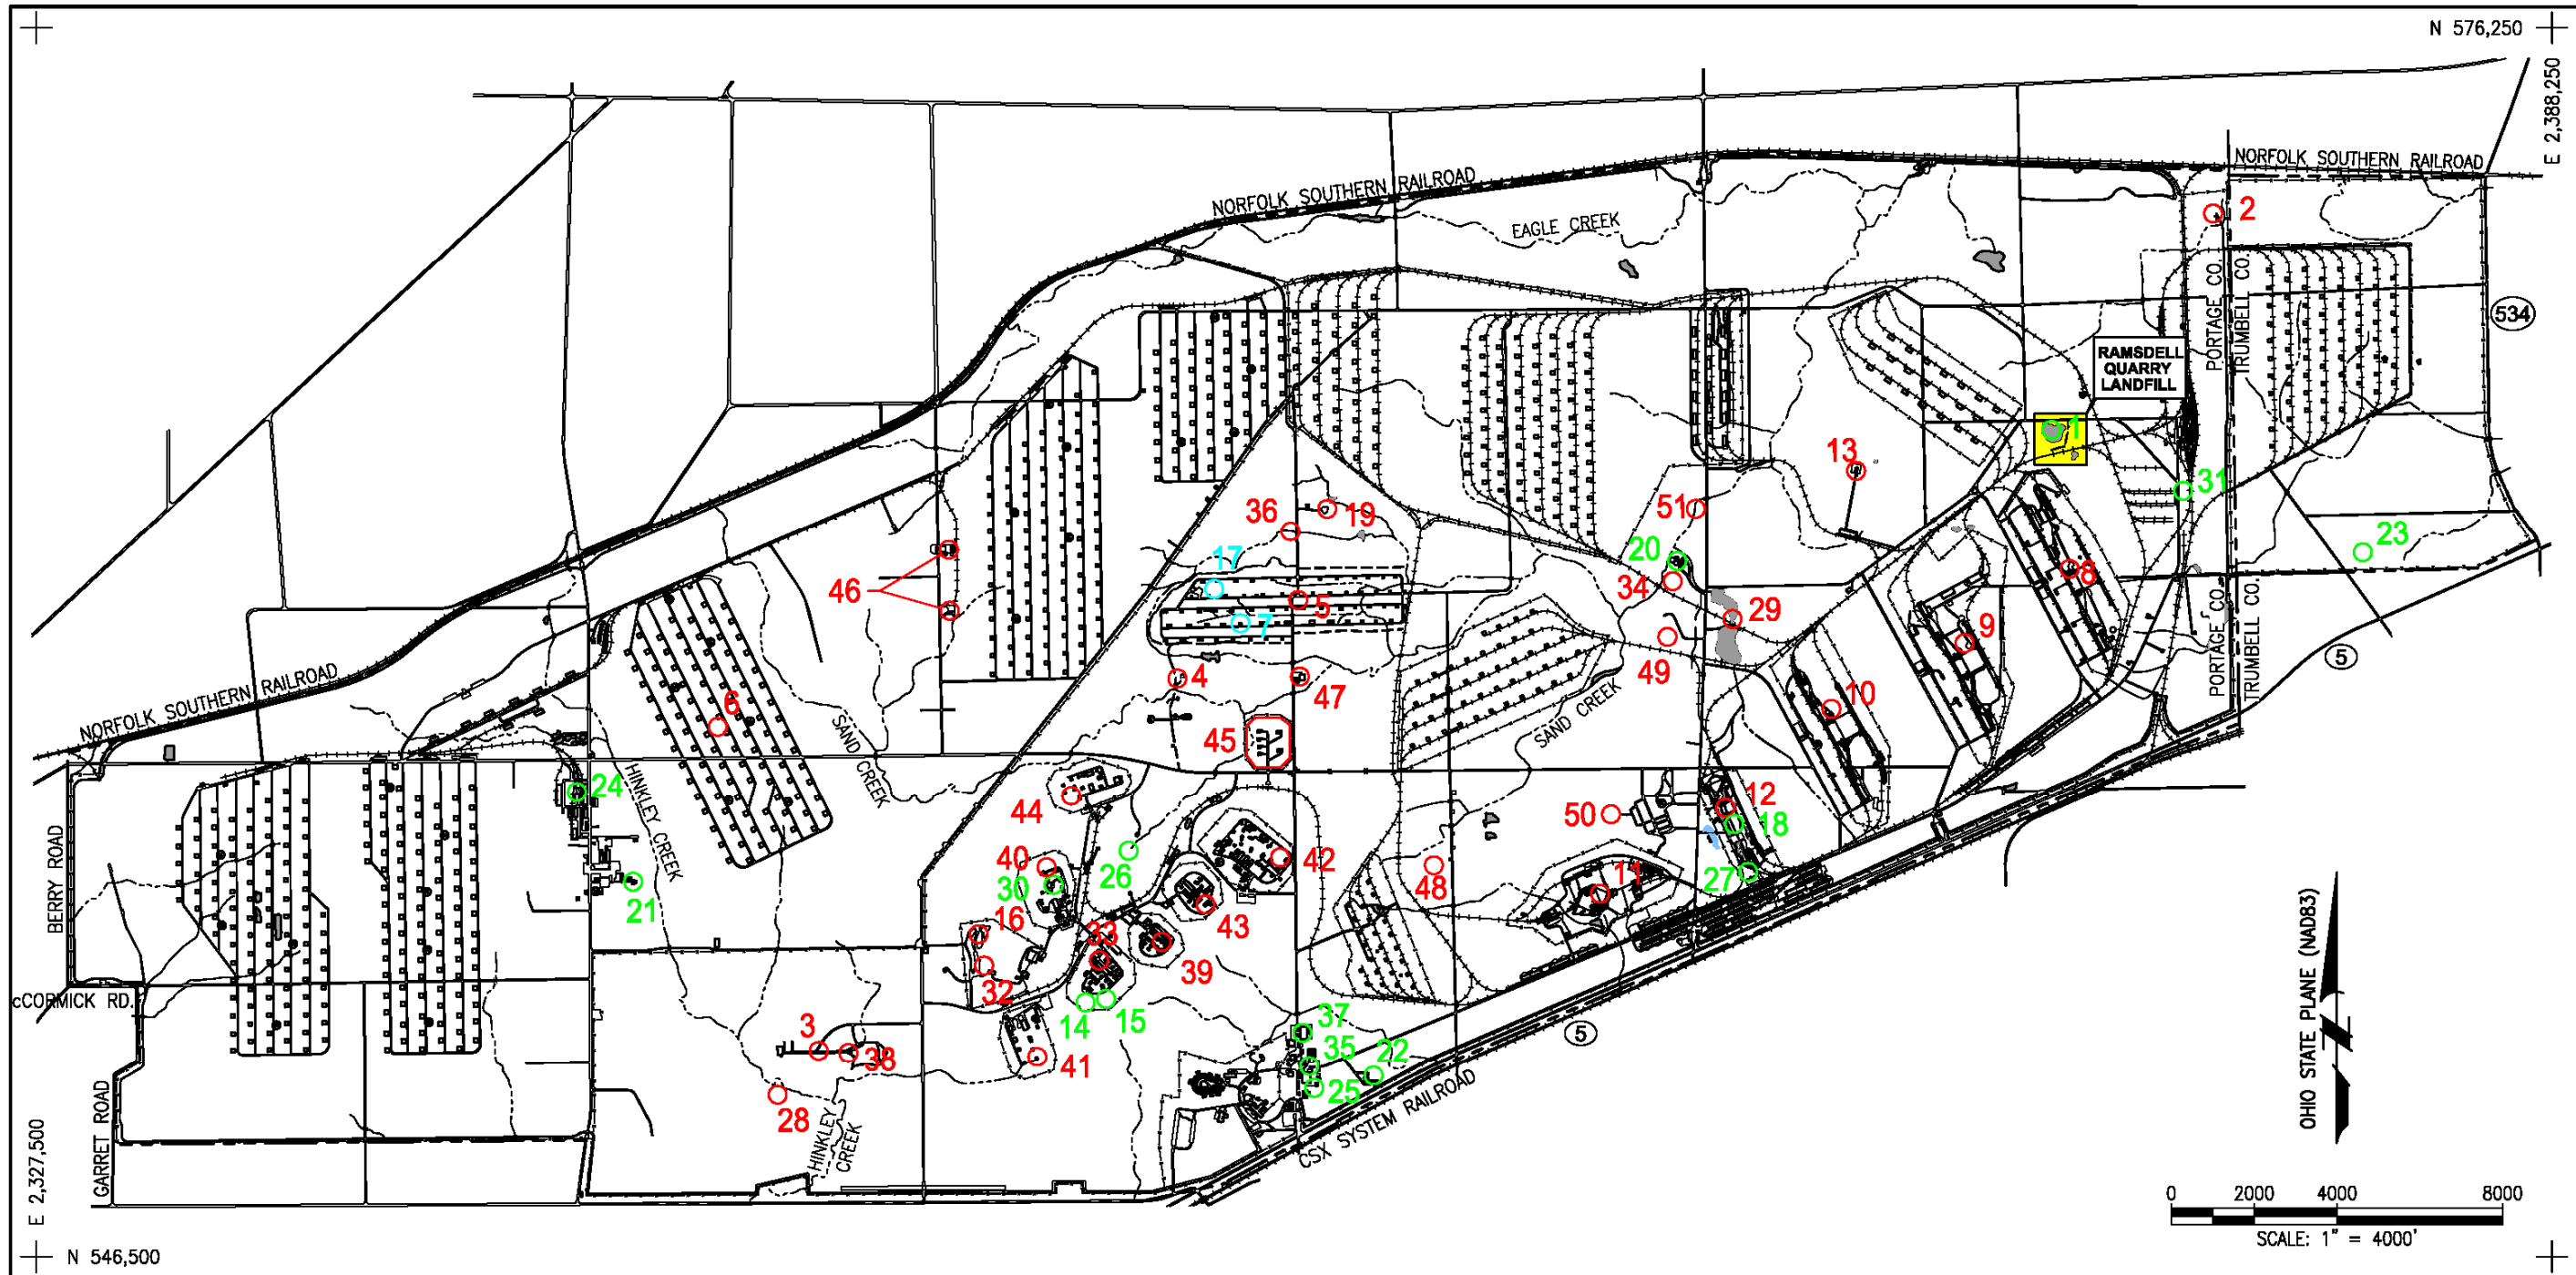 N 576,250
E 2,388,250
NORFOLK SOUTHERN RAILROAD
NORFOLK SOUTHERN RAILROAD
2
EAGLE CREEK
PORTAGE CO.
TRUMBELL CO.
534
RAMSDELL
QUARRY
LANDFILL
1
13
31
51
36
19
20
23
17
46
34
8
5
29
7
9
49
4
47
5
NORFOLK SOUTHERN RAILROAD
6
10
SAND CREEK
SAND CREEK
PORTAGE CO.
TRUMBELL CO.
45
24
HINKLEY CREEK
44
12
50
18
BERRY ROAD
40
26
42
48
11
27
30
21
16
43
33
39
32
OHIO STATE PLANE (NAD83)
cCORMICK RD.
14
15
37
5
3
38
35
22
41
25
28
GARRET ROAD
HINKLEY
CREEK
CSX SYSTEM RAILROAD
E 2,327,500
N 546,500
0 2000 4000 8000
SCALE: 1" = 4000'